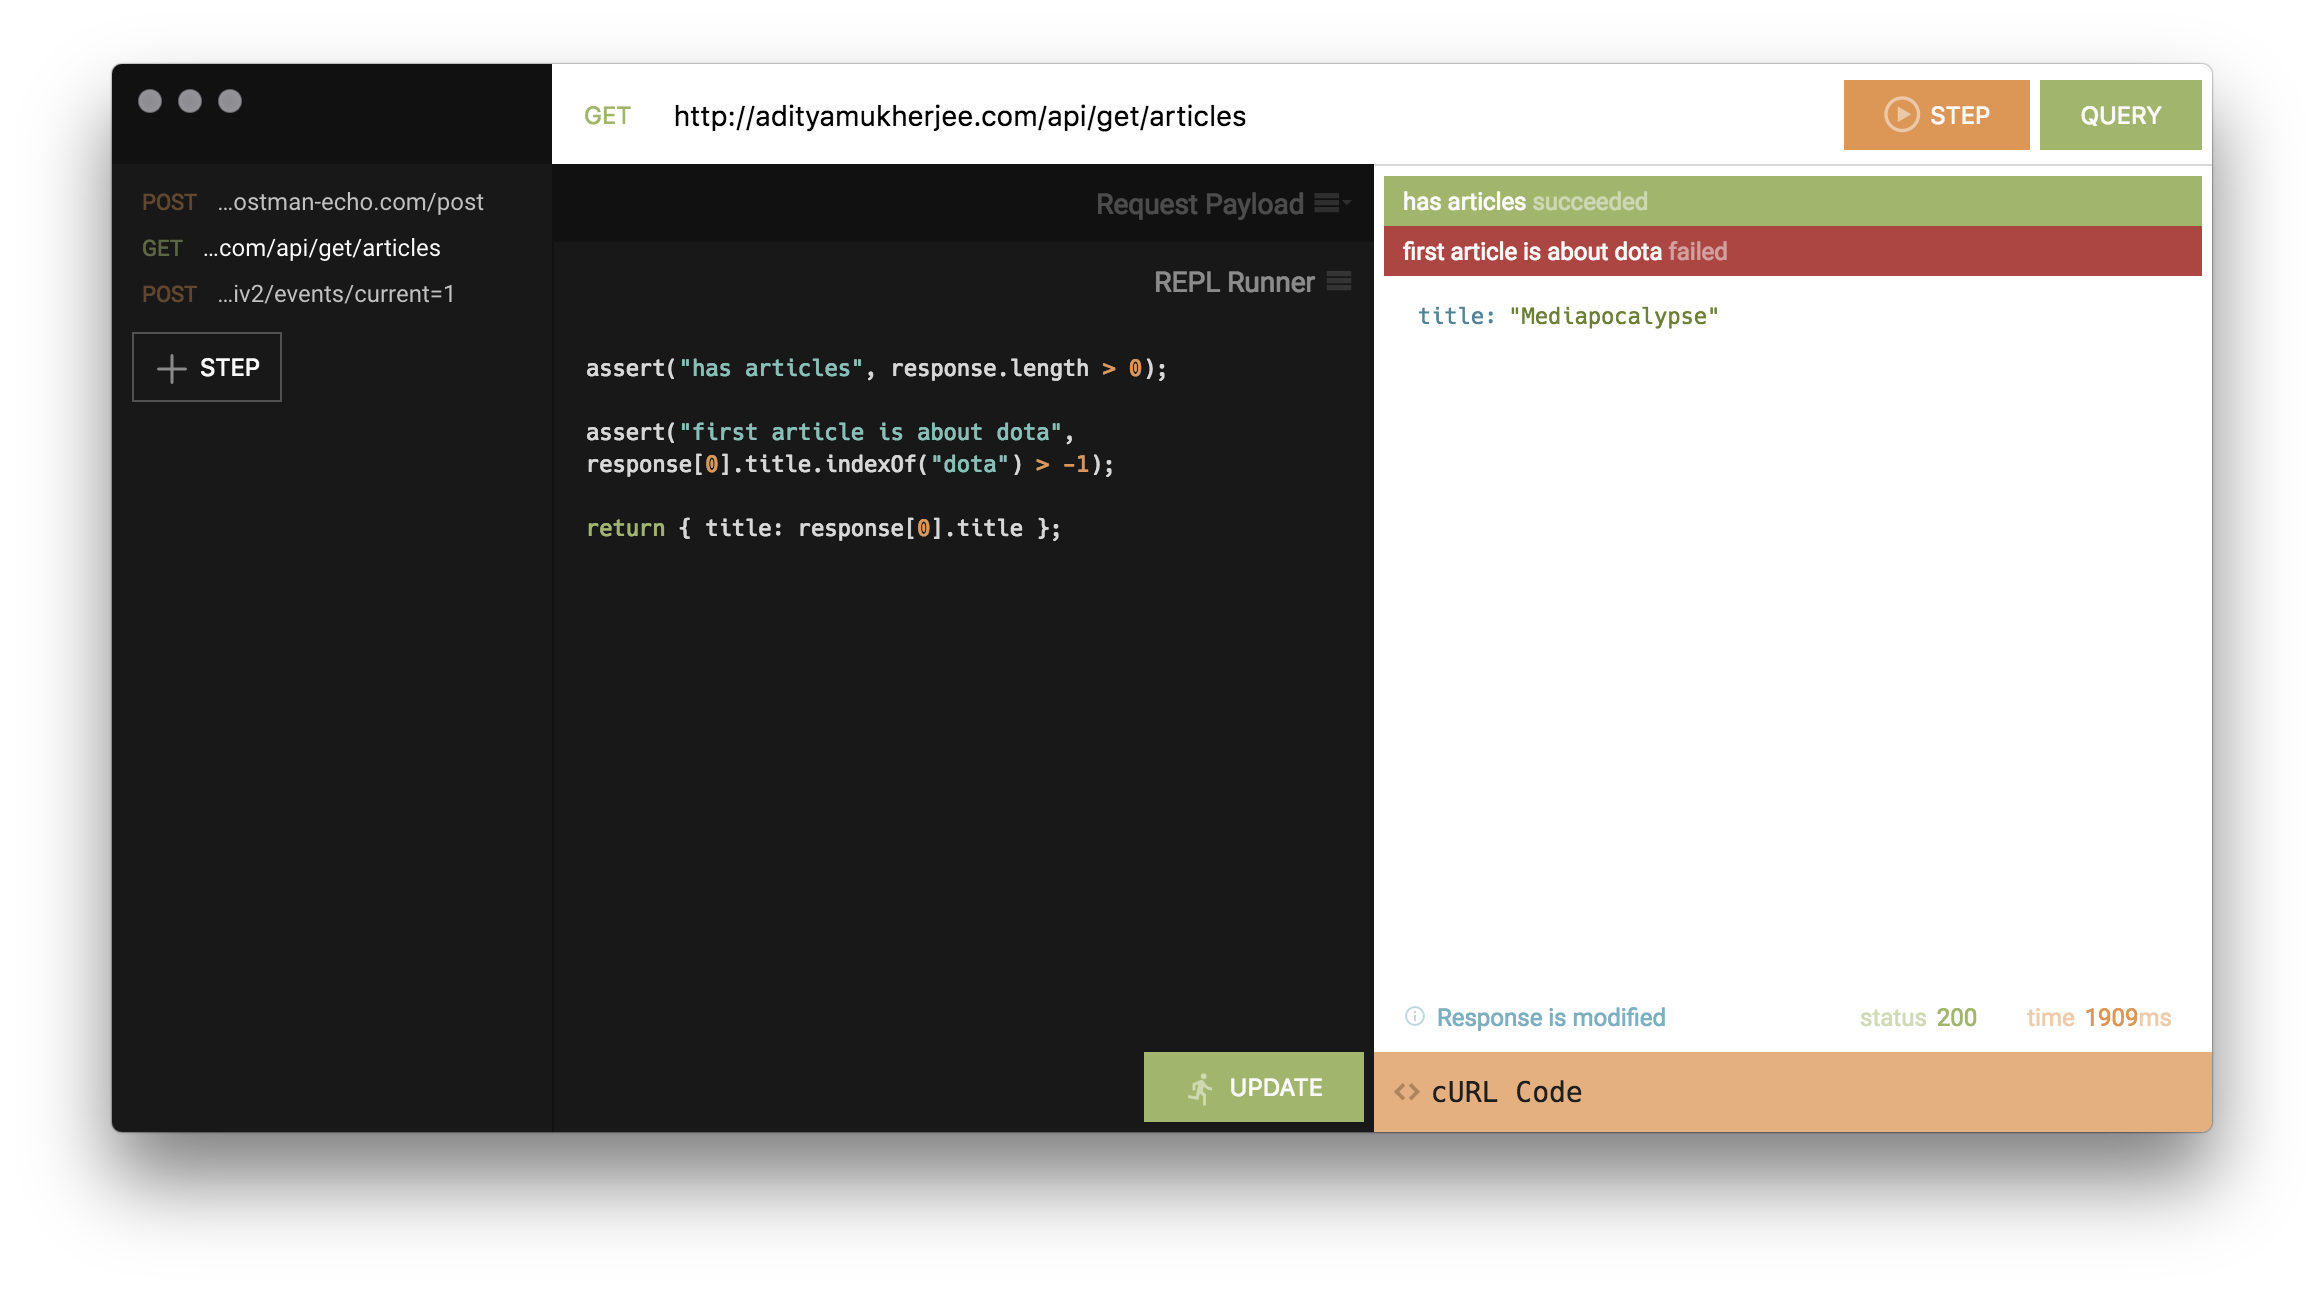 GET http://adityamukherjee.com/api/get/articles STEP QUERY
POST ...ostman-echo.com/post
GET ...com/api/get/articles
POST ...iv2/events/current=1
STEP
Request Payload
REPL Runner
assert("has articles", response.length > 0);
assert("first article is about dota",
response[0].title.indexOf("dota") > -1);
return { title: response[0].title };
UPDATE
has articles succeeded
first article is about dota failed
title: "Mediapocalypse"
Response is modified status 200 time 1909ms
<> cURL Code